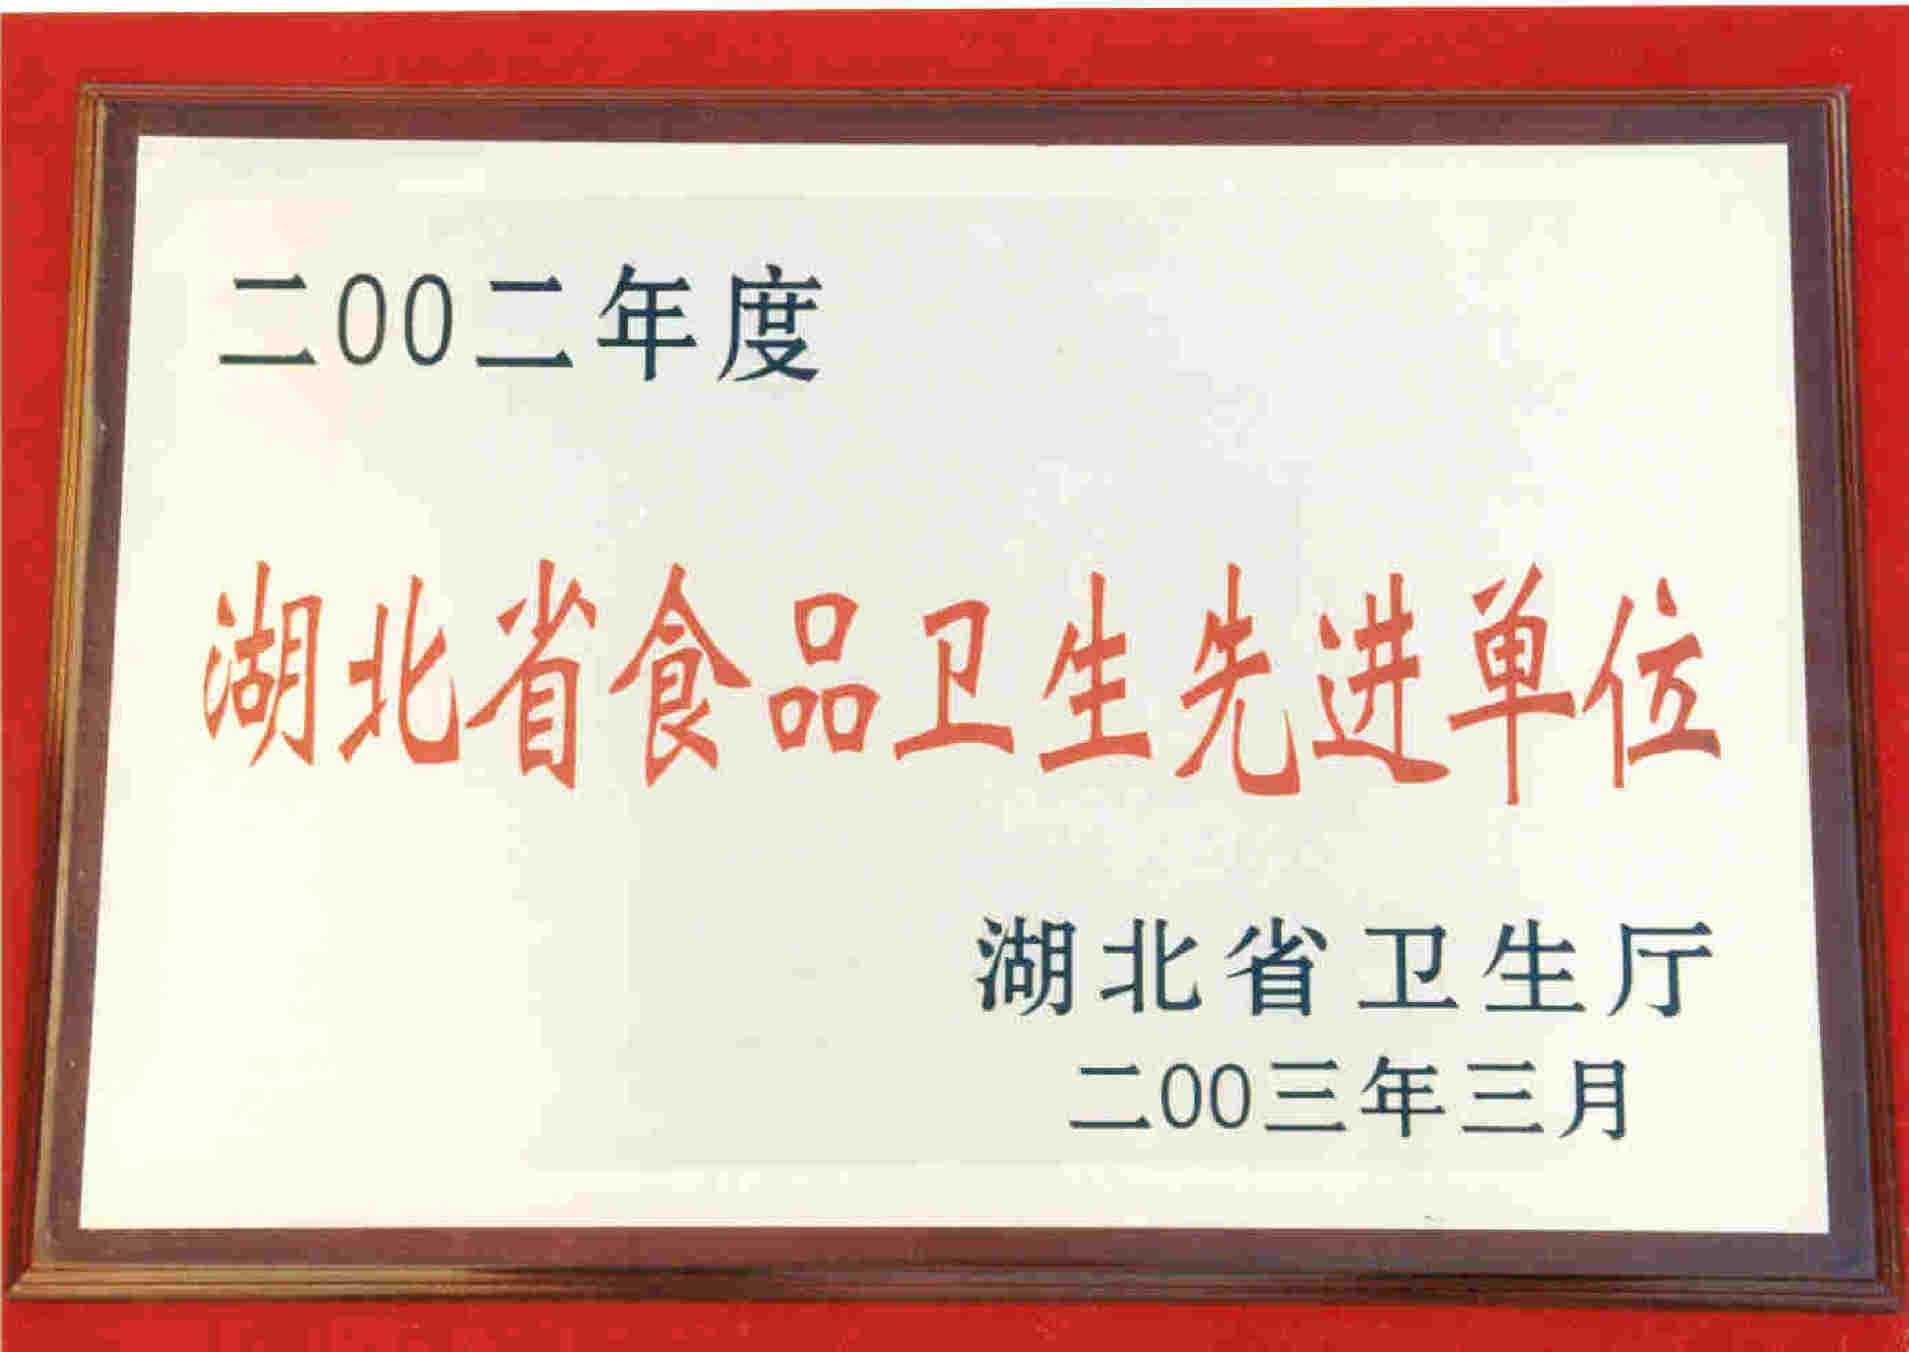 二00二年度
湖北省食品卫生先进单位
湖北省卫生厅
二00三年三月